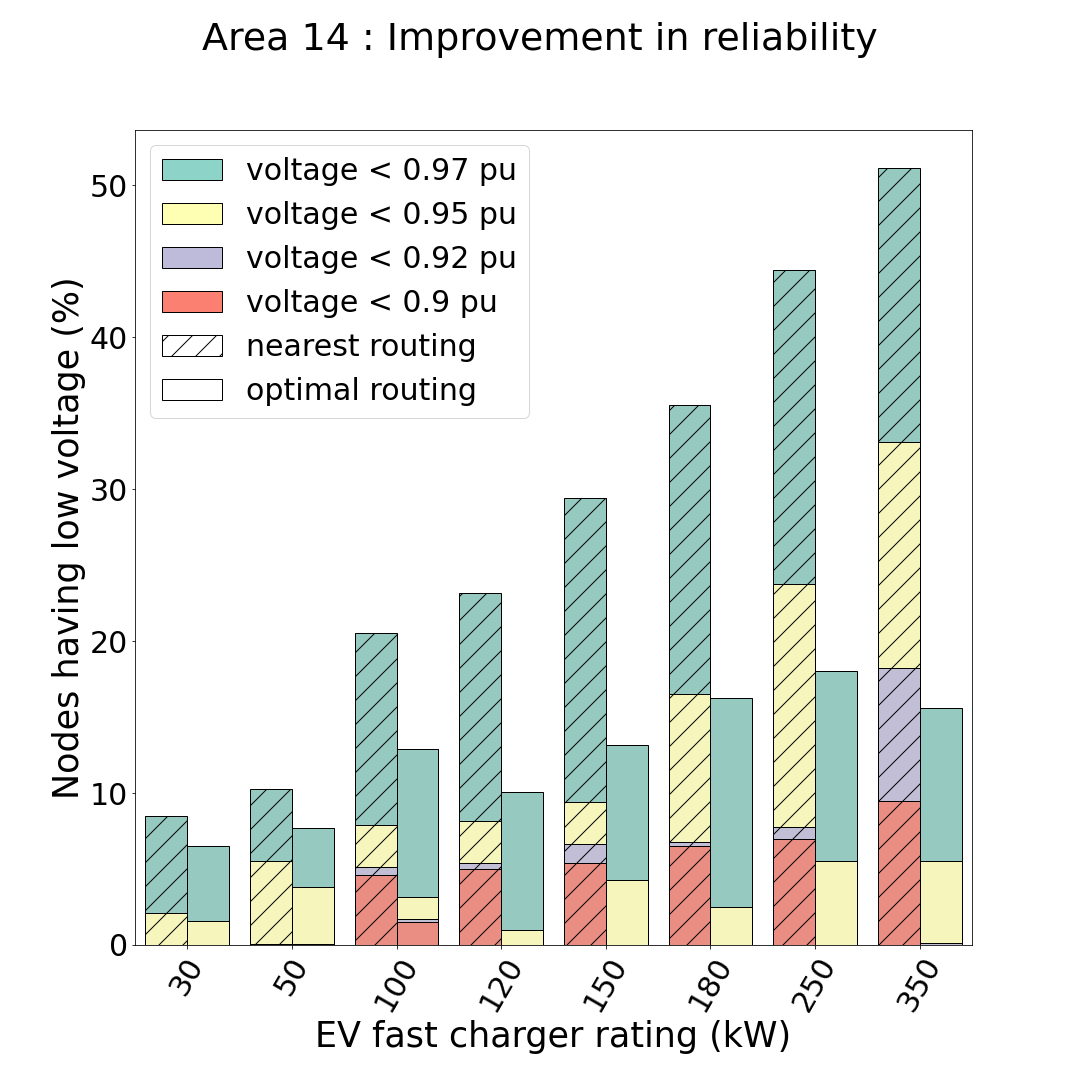 Area 14 : Improvement in reliability
voltage < 0.97 pu
voltage < 0.95 pu
voltage < 0.92 pu
voltage < 0.9 pu
nearest routing
optimal routing
Nodes having low voltage (%)
50
40
30
20
10
0
30 50 100 120 150 180 250 350
EV fast charger rating (kW)